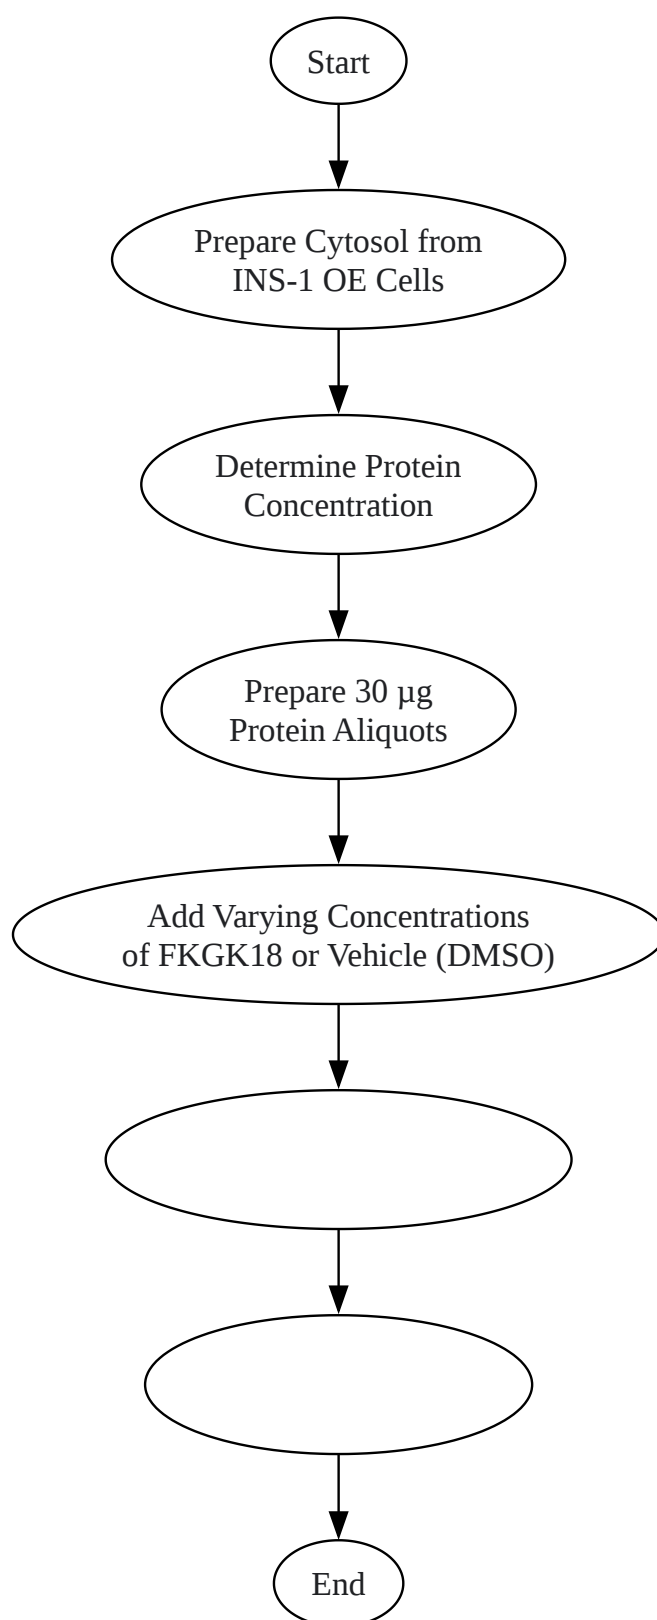 Start
Prepare Cytosol from
INS-1 OE Cells
Determine Protein
Concentration
Prepare 30 µg
Protein Aliquots
Add Varying Concentrations
of FKGK18 or Vehicle (DMSO)
End